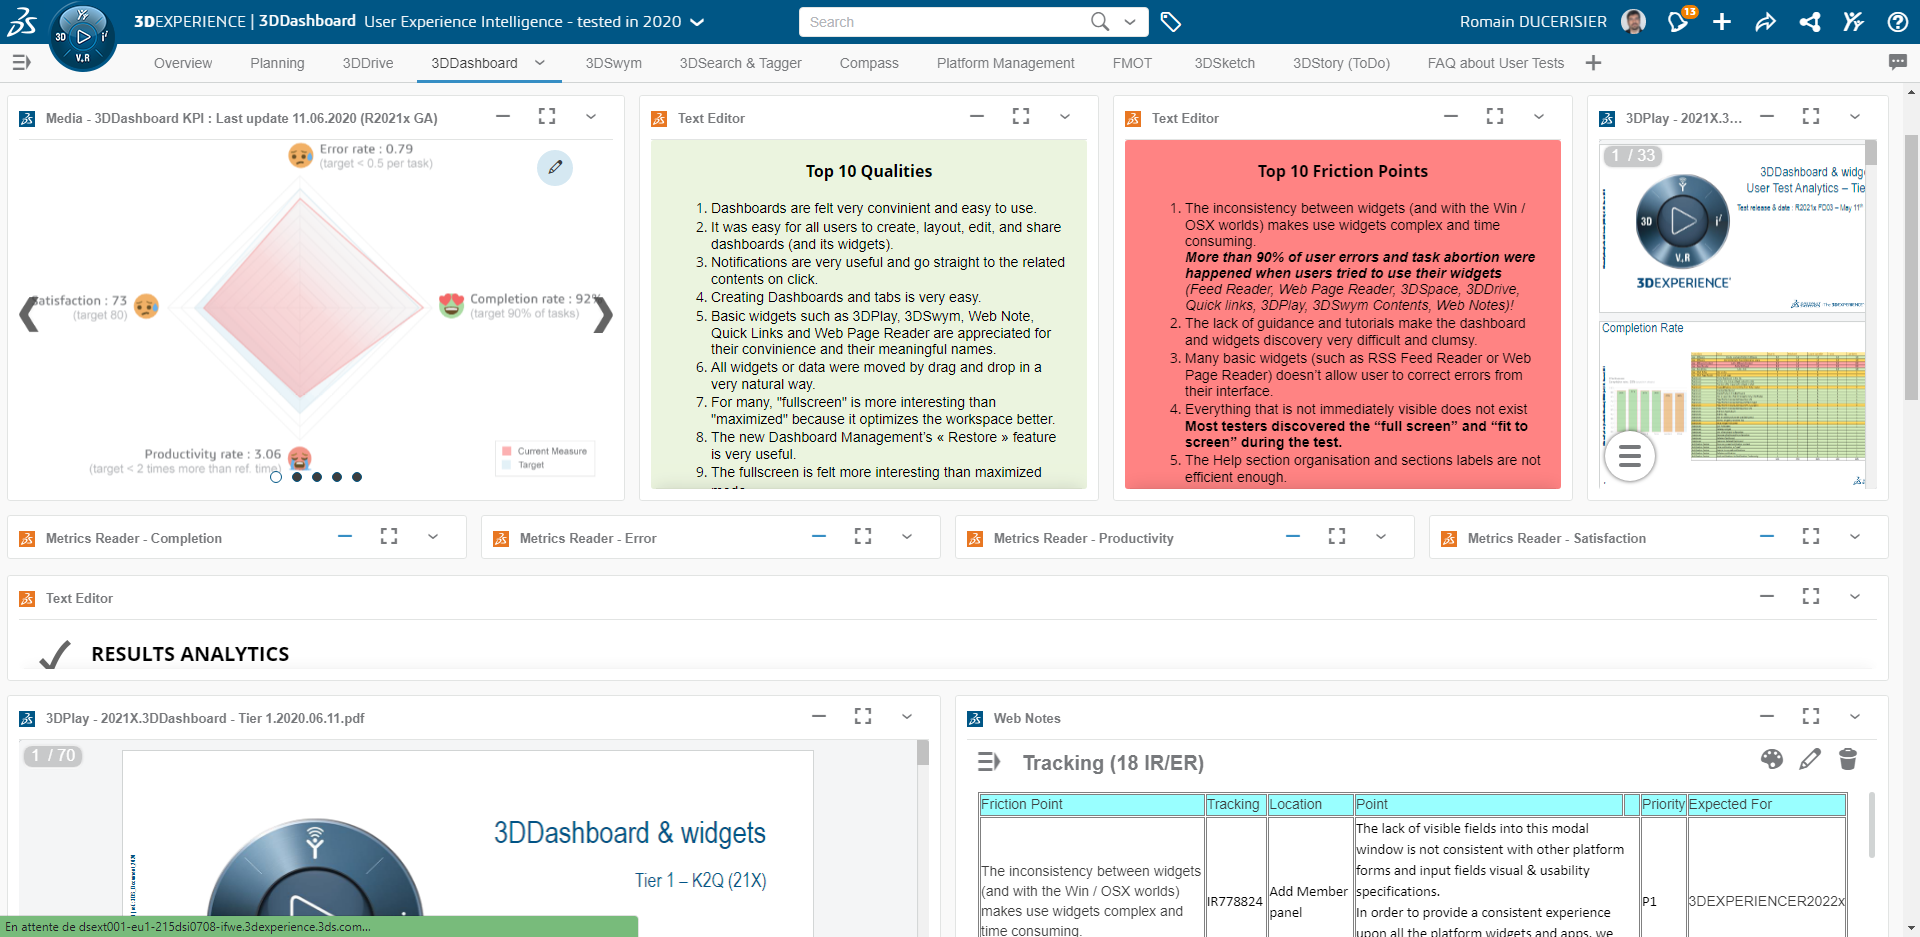 3DEXPERIENCE | 3DDashboard User Experience Intelligence - tested in 2020
Search
Romain DUCERISIER
13
3D
V.R
Overview
Planning
3DDrive
3DDashboard
3DSwym
3DSearch & Tagger
Compass
Platform Management
FMOT
3DSketch
3DStory (ToDo)
FAQ about User Tests
Media - 3DDashboard KPI : Last update 11.06.2020 (R2021x GA)
Error rate : 0.79
(target < 0.5 per task)
Satisfaction : 73
(target 80)
Completion rate : 92%
(target 90% of tasks)
Productivity rate : 3.06
(target < 2 times more than ref. time)
Current Measure
Target
Text Editor
Top 10 Qualities
1. Dashboards are felt very convinient and easy to use.
2. It was easy for all users to create, layout, edit, and share
dashboards (and its widgets).
3. Notifications are very useful and go straight to the related
contents on click.
4. Creating Dashboards and tabs is very easy.
5. Basic widgets such as 3DPlay, 3DSwym, Web Note,
Quick Links and Web Page Reader are appreciated for
their convinience and their meaningful names.
6. All widgets or data were moved by drag and drop in a
very natural way.
7. For many, "fullscreen" is more interesting than
"maximized" because it optimizes the workspace better.
8. The new Dashboard Management's « Restore » feature
is very useful.
9. The fullscreen is felt more interesting than maximized
Text Editor
Top 10 Friction Points
1. The inconsistency between widgets (and with the Win /
OSX worlds) makes use widgets complex and time
consuming.
More than 90% of user errors and task abortion were
happened when users tried to use their widgets
(Feed Reader, Web Page Reader, 3DSpace, 3DDrive,
Quick links, 3DPlay, 3DSwym Contents, Web Notes)!
2. The lack of guidance and tutorials make the dashboard
and widgets discovery very difficult and clumsy.
3. Many basic widgets (such as RSS Feed Reader or Web
Page Reader) doesn't allow user to correct errors from
their interface.
4. Everything that is not immediately visible does not exist
Most testers discovered the “full screen” and “fit to
screen” during the test.
5. The Help section organisation and sections labels are not
efficient enough.
3DPlay - 2021X.3...
1 / 33
3DDashboard & widg
User Test Analytics – Tie
Test release & date : R2021x FD03 – May 11th
3D
V.R
3DEXPERIENCE
Completion Rate
Metrics Reader - Completion
Metrics Reader - Error
Metrics Reader - Productivity
Metrics Reader - Satisfaction
Text Editor
RESULTS ANALYTICS
3DPlay - 2021X.3DDashboard - Tier 1.2020.06.11.pdf
1 / 70
3DDashboard & widgets
Tier 1 – K2Q (21X)
En attente de dsext001-eu1-215dsi0708-ifwe.3dexperience.3ds.com...
Web Notes
Tracking (18 IR/ER)
Friction Point Tracking Location Point Priority Expected For
The inconsistency between widgets
(and with the Win / OSX worlds)
makes use widgets complex and
time consuming.
IR778824
Add Member
panel
The lack of visible fields into this modal
window is not consistent with other platform
forms and input fields visual & usability
specifications.
In order to provide a consistent experience
upon all the platform widgets and apps, we
P1
3DEXPERIENCER2022x